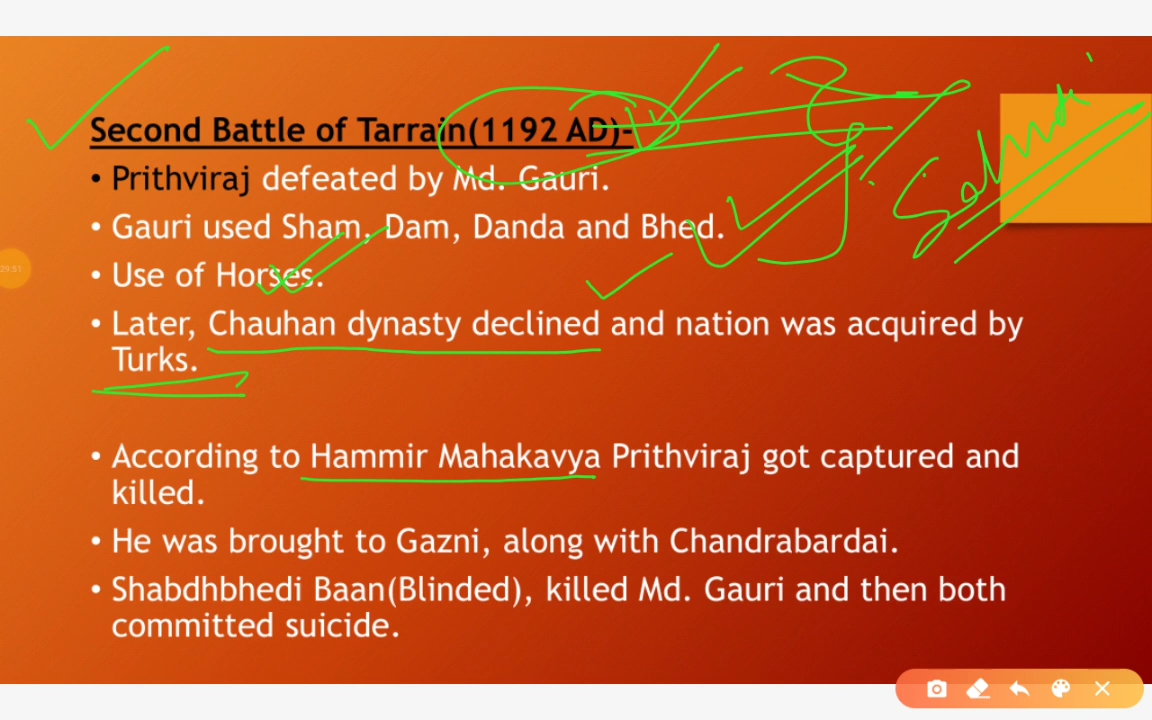 Second Battle of Tarrain(1192 AD)-
• Prithviraj defeated by Md. Gauri.
• Gauri used Sham, Dam, Danda and Bhed.
• Use of Horses.
• Later, Chauhan dynasty declined and nation was acquired by
Turks.
• According to Hammir Mahakavya Prithviraj got captured and
killed.
• He was brought to Gazni, along with Chandrabardai.
• Shabdhbhedi Baan(Blinded), killed Md. Gauri and then both
committed suicide.
29:51